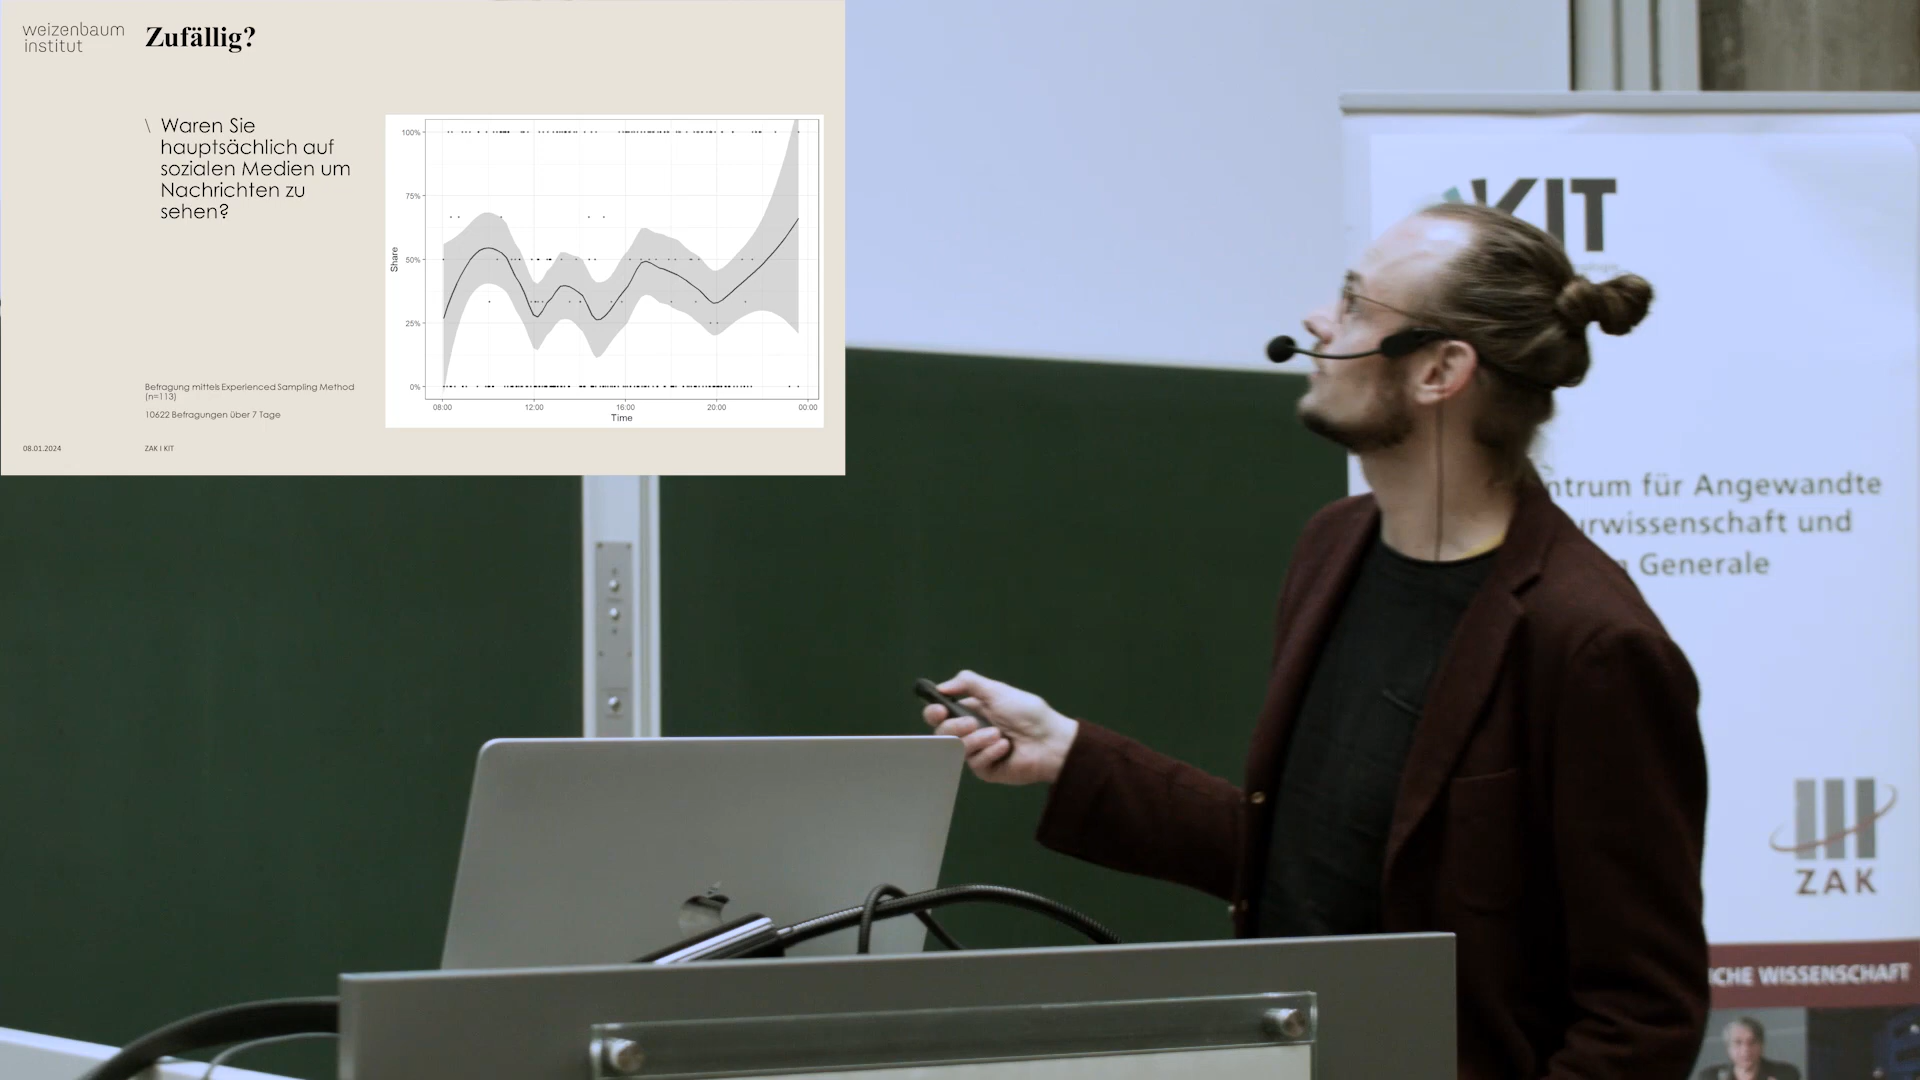 weizenbaum
institut
Zufällig?
\ Waren Sie
hauptsächlich auf
sozialen Medien um
Nachrichten zu
sehen?
Befragung mittels Experienced Sampling Method
(n=113)
10622 Befragungen über 7 Tage
08.01.2024
ZAK I KIT
100%
75%
50%
25%
0%
Share
08:00 12:00 16:00 20:00 00:00
Time
KIT
ntrum für Angewandte
urwissenschaft und
Generale
ZAK
ICHE WISSENSCHAFT